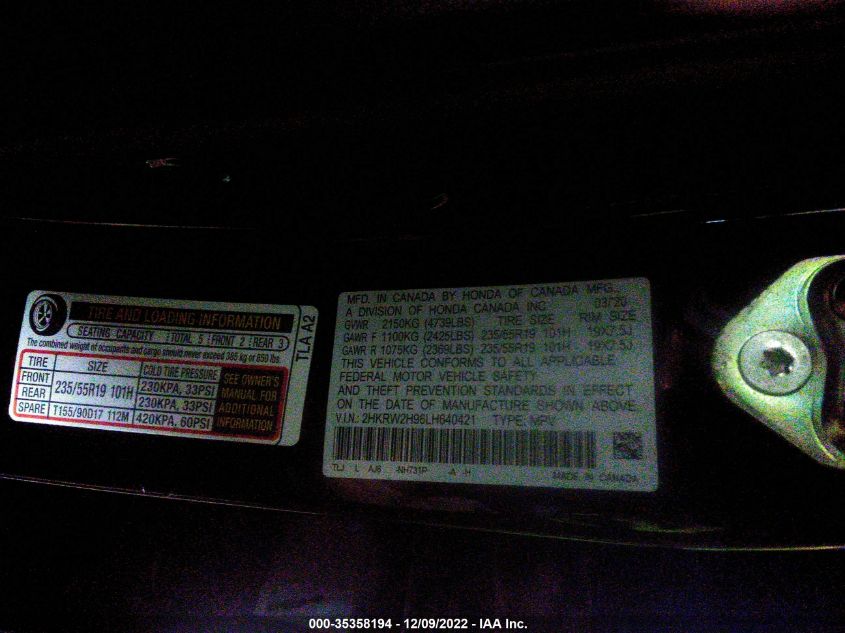 TIRE AND LOADING INFORMATION
SEATING CAPACITY TOTAL 5 FRONT 2 REAR 3
The combined weight of occupants and cargo should never exceed 385 kg or 850 lbs.
TIRE SIZE COLD TIRE PRESSURE SEE OWNER'S MANUAL FOR ADDITIONAL INFORMATION
FRONT 235/55R19 101H 230KPA, 33PSI
REAR 230KPA, 33PSI
SPARE T155/90D17 112M 420KPA, 60PSI
TLA A2
MFD. IN CANADA BY HONDA OF CANADA MFG.
A DIVISION OF HONDA CANADA INC. 03/20
GVWR 2150KG (4739LBS) TIRE SIZE RIM SIZE
GAWR F 1100KG (2425LBS) 235/55R19 101H 19X7.5J
GAWR R 1075KG (2369LBS) 235/55R19 101H 19X7.5J
THIS VEHICLE CONFORMS TO ALL APPLICABLE
FEDERAL MOTOR VEHICLE SAFETY
AND THEFT PREVENTION STANDARDS IN EFFECT
ON THE DATE OF MANUFACTURE SHOWN ABOVE.
V.I.N.: 2HKRW2H96LH640421 TYPE: MPV
TLJ L AJ6 -NH731P -A -H
MADE IN CANADA
000-35358194 - 12/09/2022 - IAA Inc.